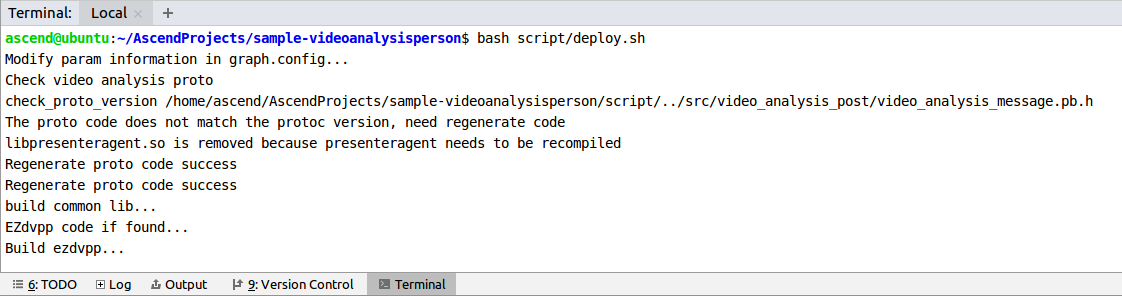 Terminal: Local × +
ascend@ubuntu:~/AscendProjects/sample-videoanalysisperson$ bash script/deploy.sh
Modify param information in graph.config...
Check video analysis proto
check_proto_version /home/ascend/AscendProjects/sample-videoanalysisperson/script/../src/video_analysis_post/video_analysis_message.pb.h
The proto code does not match the protoc version, need regenerate code
libpresenteragent.so is removed because presenteragent needs to be recompiled
Regenerate proto code success
Regenerate proto code success
build common lib...
EZdvpp code if found...
Build ezdvpp...
6: TODO Log Output 9: Version Control Terminal